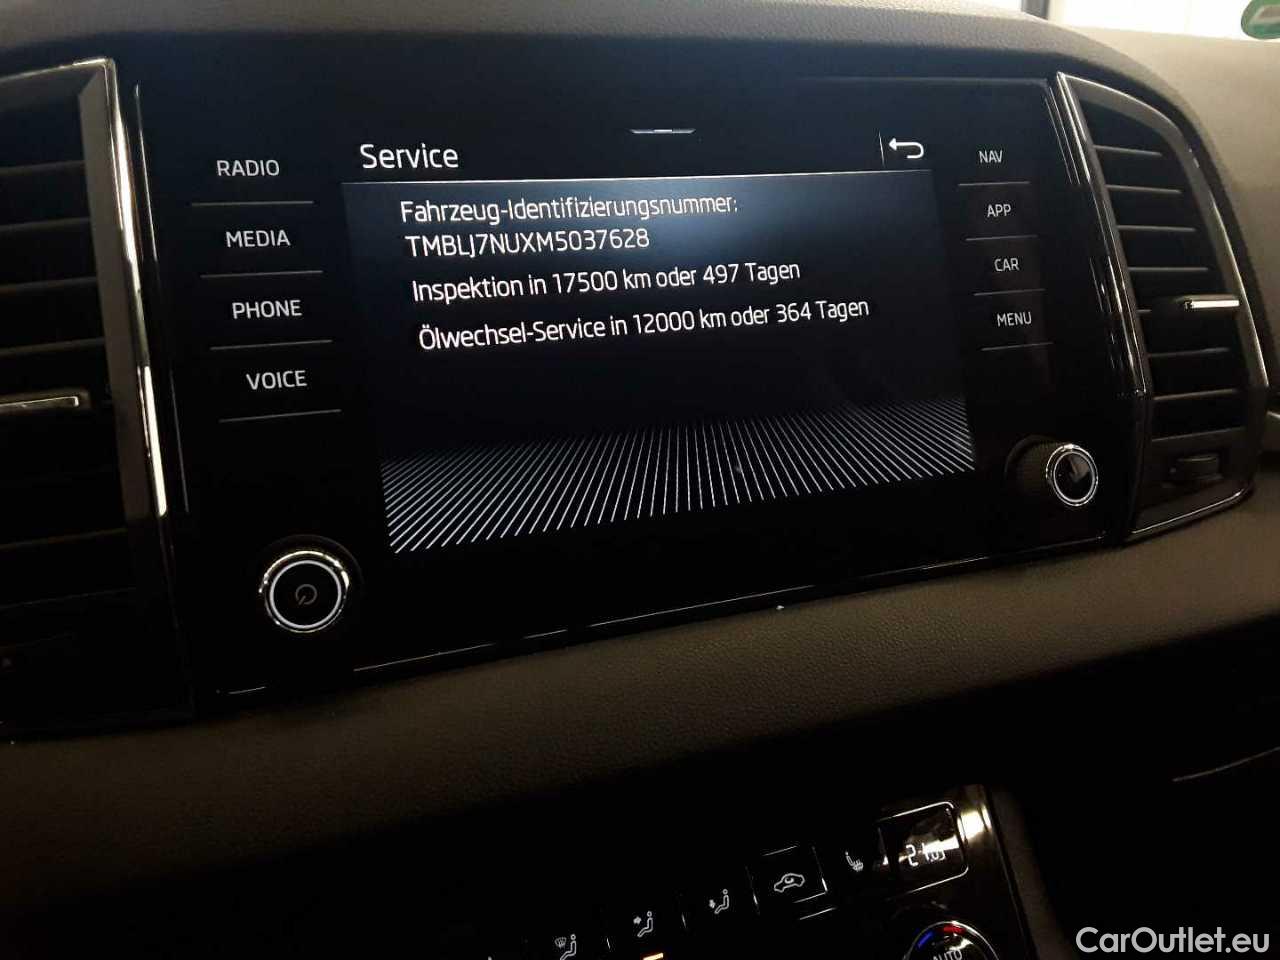 Service
RADIO
MEDIA
PHONE
VOICE
Fahrzeug-Identifizierungsnummer:
TMBLJ7NUXM5037628
Inspektion in 17500 km oder 497 Tagen
Ölwechsel-Service in 12000 km oder 364 Tagen
NAV
APP
CAR
MENU
AUTO
CarOutlet.eu